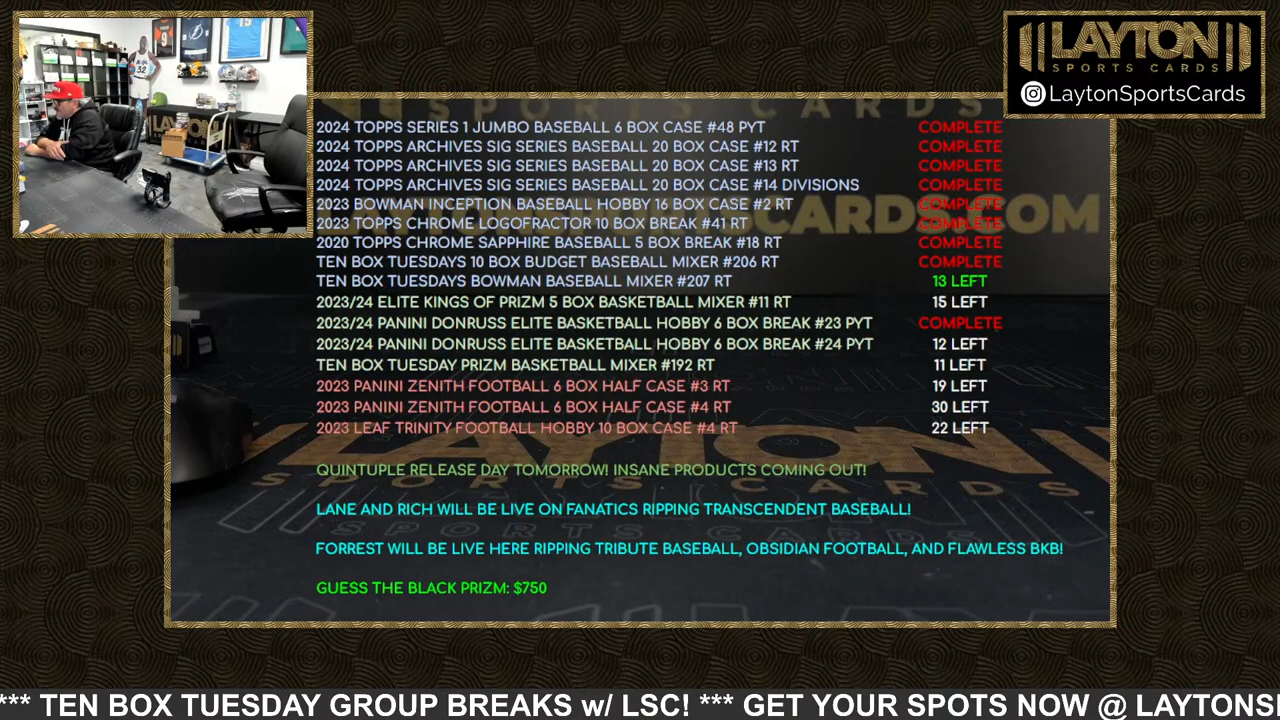 LAYTON
SPORTS CARDS
LaytonSportsCards
SPORTS CARDS
2024 TOPPS SERIES 1 JUMBO BASEBALL 6 BOX CASE #48 PYT COMPLETE
2024 TOPPS ARCHIVES SIG SERIES BASEBALL 20 BOX CASE #12 RT COMPLETE
2024 TOPPS ARCHIVES SIG SERIES BASEBALL 20 BOX CASE #13 RT COMPLETE
2024 TOPPS ARCHIVES SIG SERIES BASEBALL 20 BOX CASE #14 DIVISIONS COMPLETE
2023 BOWMAN INCEPTION BASEBALL HOBBY 16 BOX CASE #2 RT COMPLETE
2023 TOPPS CHROME LOGOFRACTOR 10 BOX BREAK #41 RT COMPLETE
CARDS.COM
2020 TOPPS CHROME SAPPHIRE BASEBALL 5 BOX BREAK #18 RT COMPLETE
TEN BOX TUESDAYS 10 BOX BUDGET BASEBALL MIXER #206 RT COMPLETE
TEN BOX TUESDAYS BOWMAN BASEBALL MIXER #207 RT 13 LEFT
2023/24 ELITE KINGS OF PRIZM 5 BOX BASKETBALL MIXER #11 RT 15 LEFT
2023/24 PANINI DONRUSS ELITE BASKETBALL HOBBY 6 BOX BREAK #23 PYT COMPLETE
2023/24 PANINI DONRUSS ELITE BASKETBALL HOBBY 6 BOX BREAK #24 PYT 12 LEFT
TEN BOX TUESDAY PRIZM BASKETBALL MIXER #192 RT 11 LEFT
2023 PANINI ZENITH FOOTBALL 6 BOX HALF CASE #3 RT 19 LEFT
2023 PANINI ZENITH FOOTBALL 6 BOX HALF CASE #4 RT 30 LEFT
2023 LEAF TRINITY FOOTBALL HOBBY 10 BOX CASE #4 RT 22 LEFT
LAYTON
SPORTS CARDS
QUINTUPLE RELEASE DAY TOMORROW! INSANE PRODUCTS COMING OUT!
LANE AND RICH WILL BE LIVE ON FANATICS RIPPING TRANSCENDENT BASEBALL!
SPORTS CARDS
FORREST WILL BE LIVE HERE RIPPING TRIBUTE BASEBALL, OBSIDIAN FOOTBALL, AND FLAWLESS BKB!
GUESS THE BLACK PRIZM: $750
*** TEN BOX TUESDAY GROUP BREAKS w/ LSC! *** GET YOUR SPOTS NOW @ LAYTONS